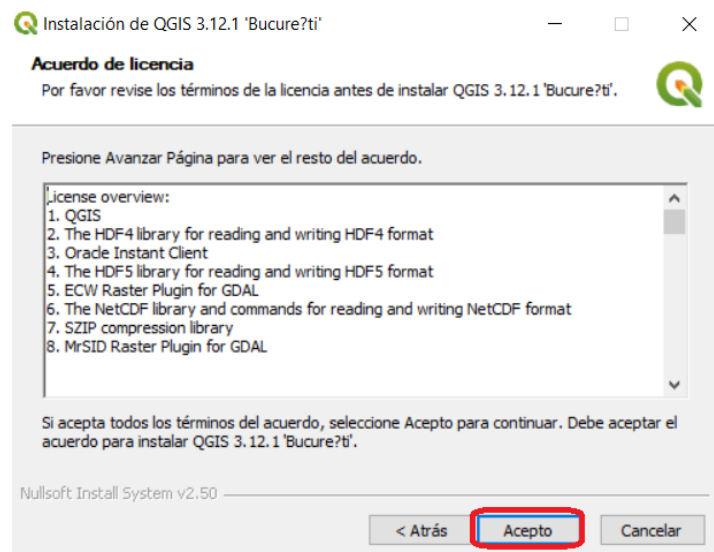 Instalación de QGIS 3.12.1 'Bucure?ti'
Acuerdo de licencia
Por favor revise los términos de la licencia antes de instalar QGIS 3.12.1 'Bucure?ti'.
Presione Avanzar Página para ver el resto del acuerdo.
License overview:
1. QGIS
2. The HDF4 library for reading and writing HDF4 format
3. Oracle Instant Client
4. The HDF5 library for reading and writing HDF5 format
5. ECW Raster Plugin for GDAL
6. The NetCDF library and commands for reading and writing NetCDF format
7. SZIP compression library
8. MrSID Raster Plugin for GDAL
Si acepta todos los términos del acuerdo, seleccione Acepto para continuar. Debe aceptar el
acuerdo para instalar QGIS 3.12.1 'Bucure?ti'.
Nullsoft Install System v2.50
< Atrás Acepto Cancelar